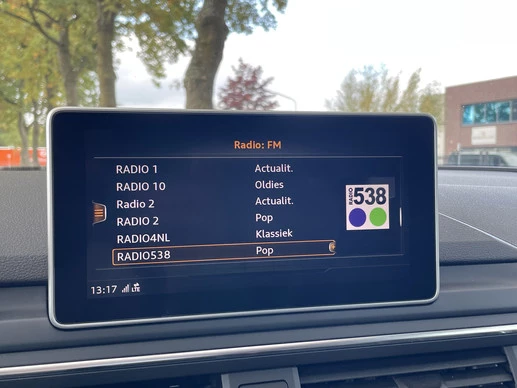 Radio: FM
RADIO 1 Actualit.
RADIO 10 Oldies
Radio 2 Actualit.
RADIO 2 Pop
RADIO4NL Klassiek
RADIO538 Pop
RADIO 538
13:17 LTE